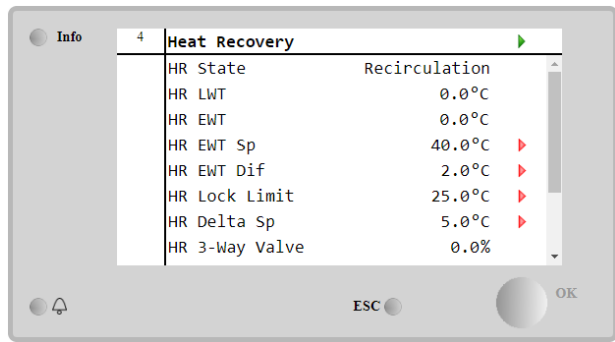 Info
4 Heat Recovery
HR State Recirculation
HR LWT 0.0°C
HR EWT 0.0°C
HR EWT Sp 40.0°C
HR EWT Dif 2.0°C
HR Lock Limit 25.0°C
HR Delta Sp 5.0°C
HR 3-Way Valve 0.0%
ESC
OK